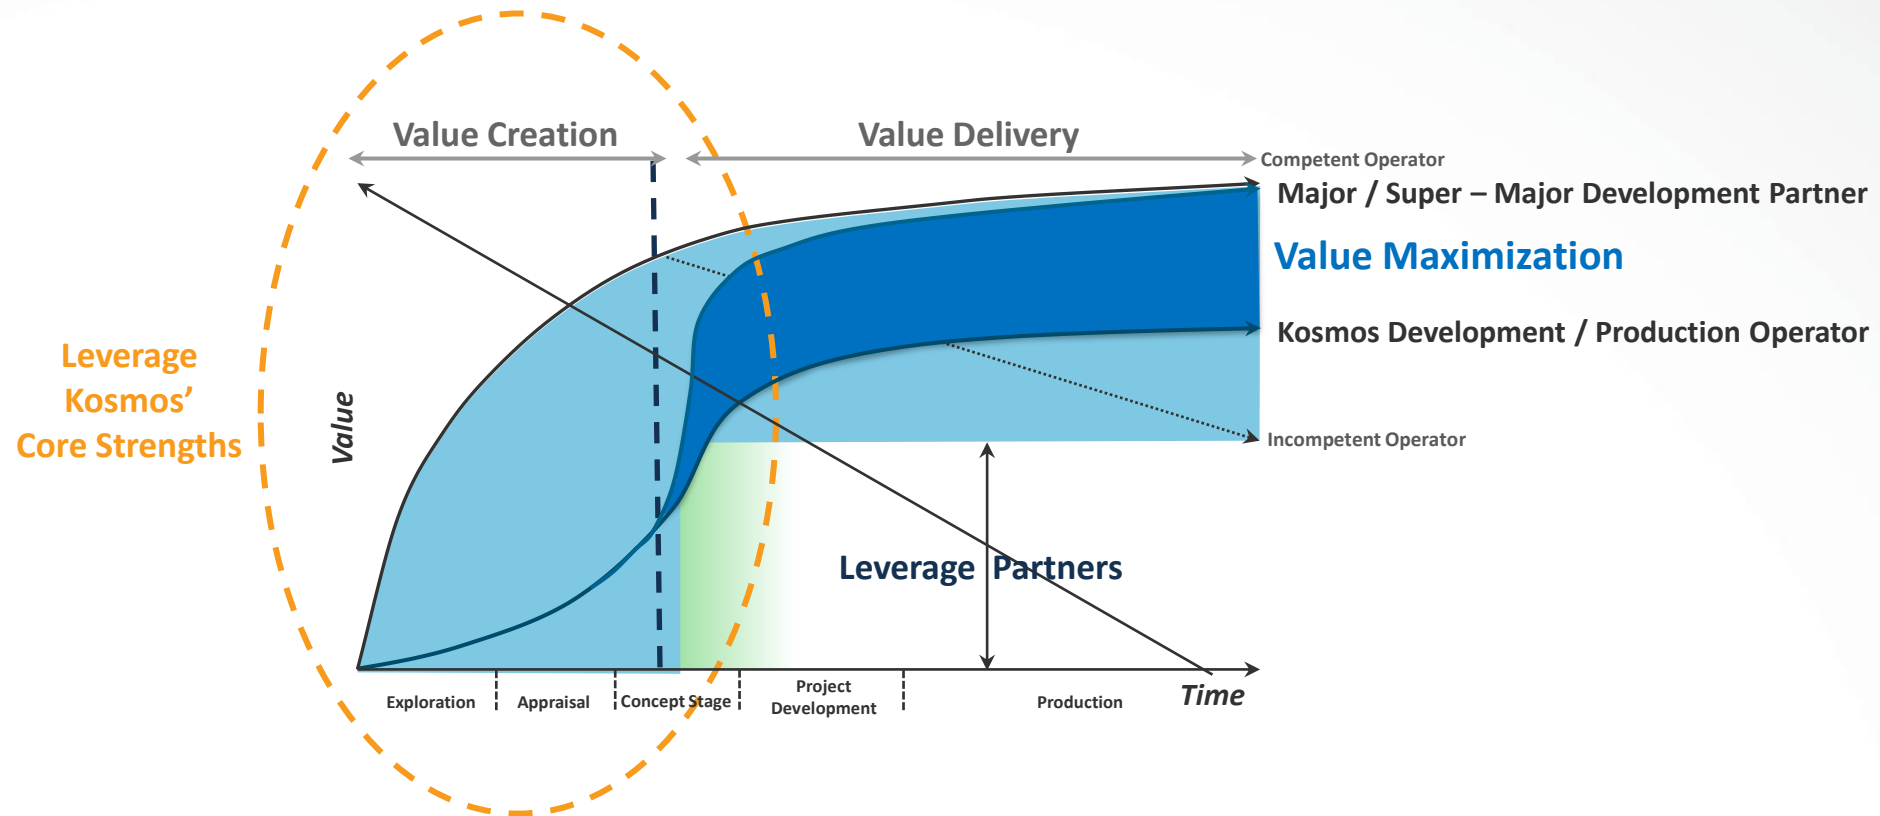 Value Creation
Value Delivery
Competent Operator
Major / Super – Major Development Partner
Value Maximization
Kosmos Development / Production Operator
Leverage
Kosmos’
Core Strengths
Value
Incompetent Operator
Leverage Partners
Exploration
Appraisal
Concept Stage
Project
Development
Production
Time